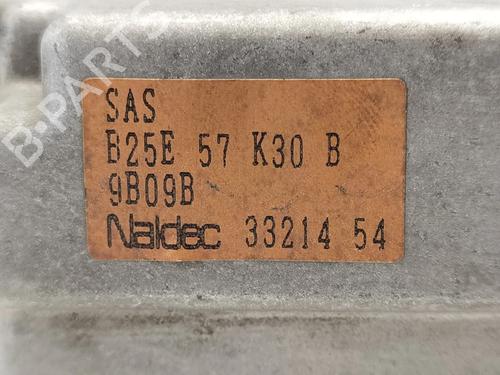 B-PARTS
SAS
B25E 57 K30 B
9B09B
Naldec 33214 54